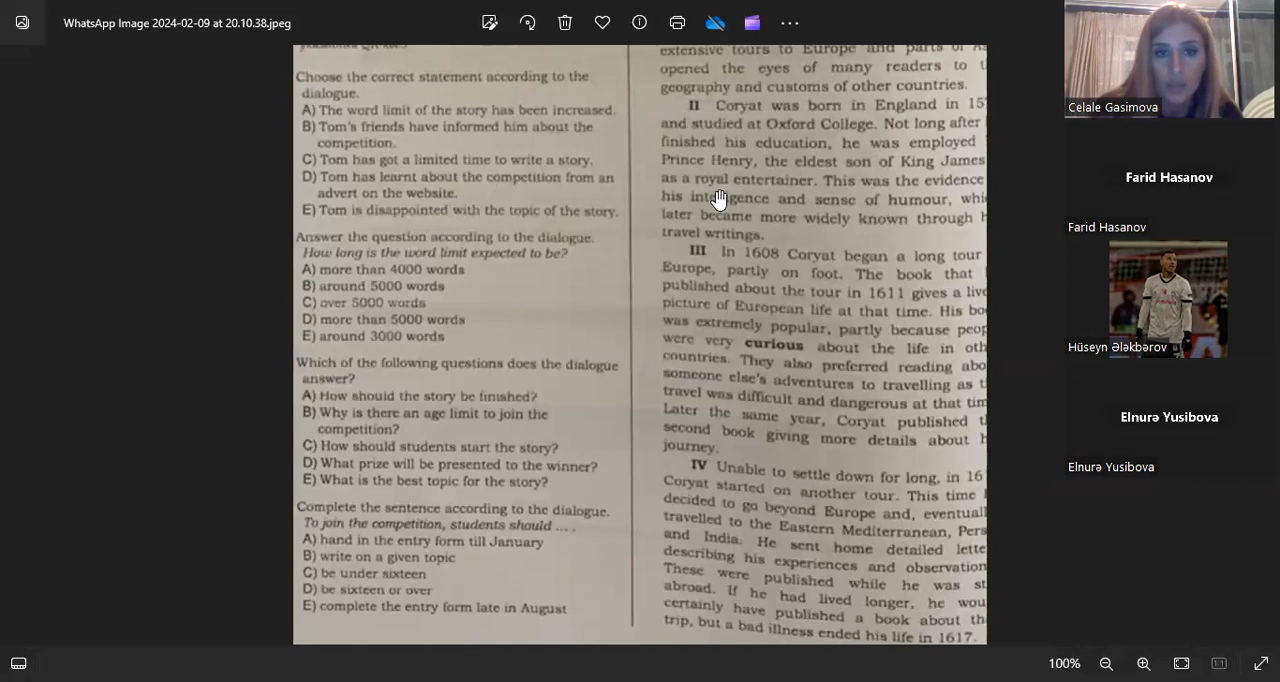 WhatsApp Image 2024-02-09 at 20.10.38.jpeg
Choose the correct statement according to the
dialogue.
A) The word limit of the story has been increased.
B) Tom's friends have informed him about the
competition.
C) Tom has got a limited time to write a story.
D) Tom has learnt about the competition from an
advert on the website.
E) Tom is disappointed with the topic of the story.
Answer the question according to the dialogue.
How long is the word limit expected to be?
A) more than 4000 words
B) around 5000 words
C) over 5000 words
D) more than 5000 words
E) around 3000 words
Which of the following questions does the dialogue
answer?
A) How should the story be finished?
B) Why is there an age limit to join the
competition?
C) How should students start the story?
D) What prize will be presented to the winner?
E) What is the best topic for the story?
Complete the sentence according to the dialogue.
To join the competition, students should ... .
A) hand in the entry form till January
B) write on a given topic
C) be under sixteen
D) be sixteen or over
E) complete the entry form late in August
extensive tours to Europe and parts of
opened the eyes of many readers to
geography and customs of other countries.
II Coryat was born in England in 15
and studied at Oxford College. Not long after
finished his education, he was employed
Prince Henry, the eldest son of King James
as a royal entertainer. This was the evidence
his intelligence and sense of humour,
later became more widely known through
travel writings.
III In 1608 Coryat began a long tour
Europe, partly on foot. The book that
published about the tour in 1611 gives a
picture of European life at that time. His
was extremely popular, partly because
were very curious about the life in
countries. They also preferred reading
someone else's adventures to travelling as
travel was difficult and dangerous at that
Later the same year, Coryat published
second book giving more details about
journey.
IV Unable to settle down for long, in 16
Coryat started on another tour. This time
decided to go beyond Europe and,
travelled to the Eastern Mediterranean,
and India. He sent home detailed
describing his experiences and
These were published while he was
abroad. If he had lived longer, he
certainly have published a book about
trip, but a bad illness ended his life in 1617.
Celale Gasimova
Farid Hasanov
Farid Hasanov
Hüseyn Ələkbərov
Elnurə Yusibova
Elnurə Yusibova
100%
1:1